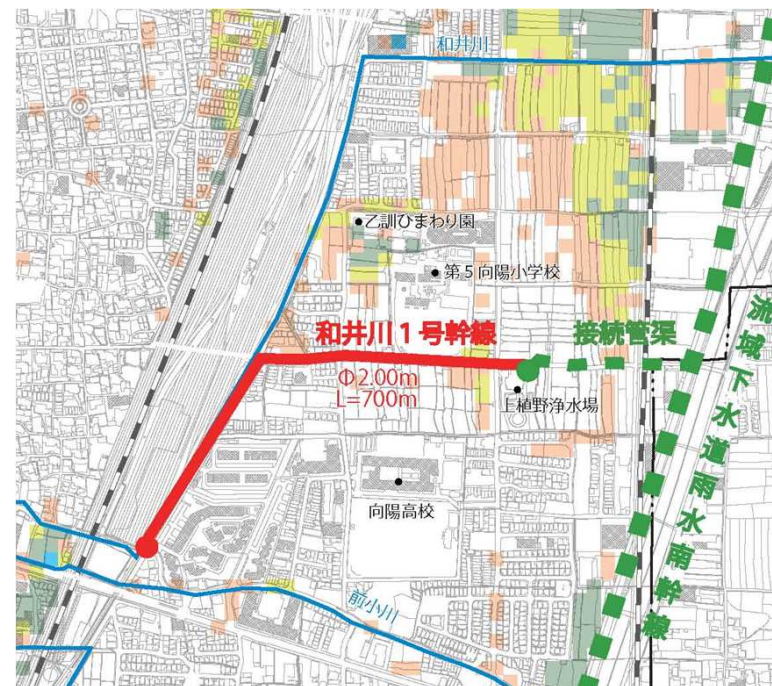 和井川
乙訓ひまわり園
第5向陽小学校
和井川1号幹線
接続管渠
Φ2.00m
L=700m
上植野浄水場
流域下水道雨水南幹線
向陽高校
前小川